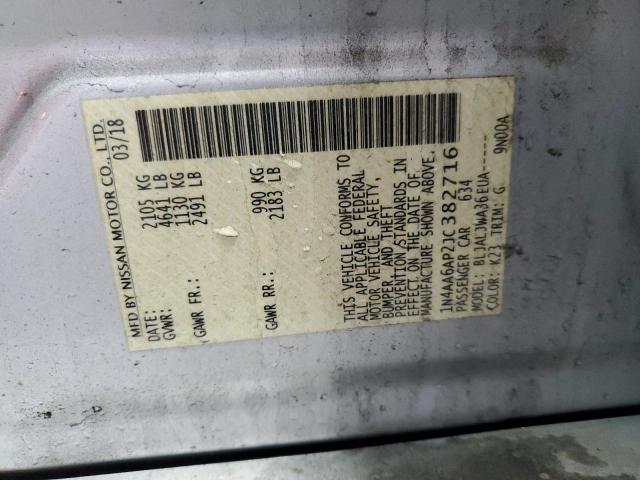 MFD BY NISSAN MOTOR CO., LTD.
DATE: 03/18
GVWR: 2105 KG
4641 LB
GAWR FR.: 1130 KG
2491 LB
GAWR RR.: 990 KG
2183 LB
THIS VEHICLE CONFORMS TO
ALL APPLICABLE FEDERAL
MOTOR VEHICLE SAFETY,
BUMPER, AND THEFT
PREVENTION STANDARDS IN
EFFECT ON THE DATE OF
MANUFACTURE SHOWN ABOVE.
1N4AA6AP2JC382716
PASSENGER CAR 634
MODEL: BLJALJWA36EUA-----
COLOR: K23 TRIM: G 9N00A